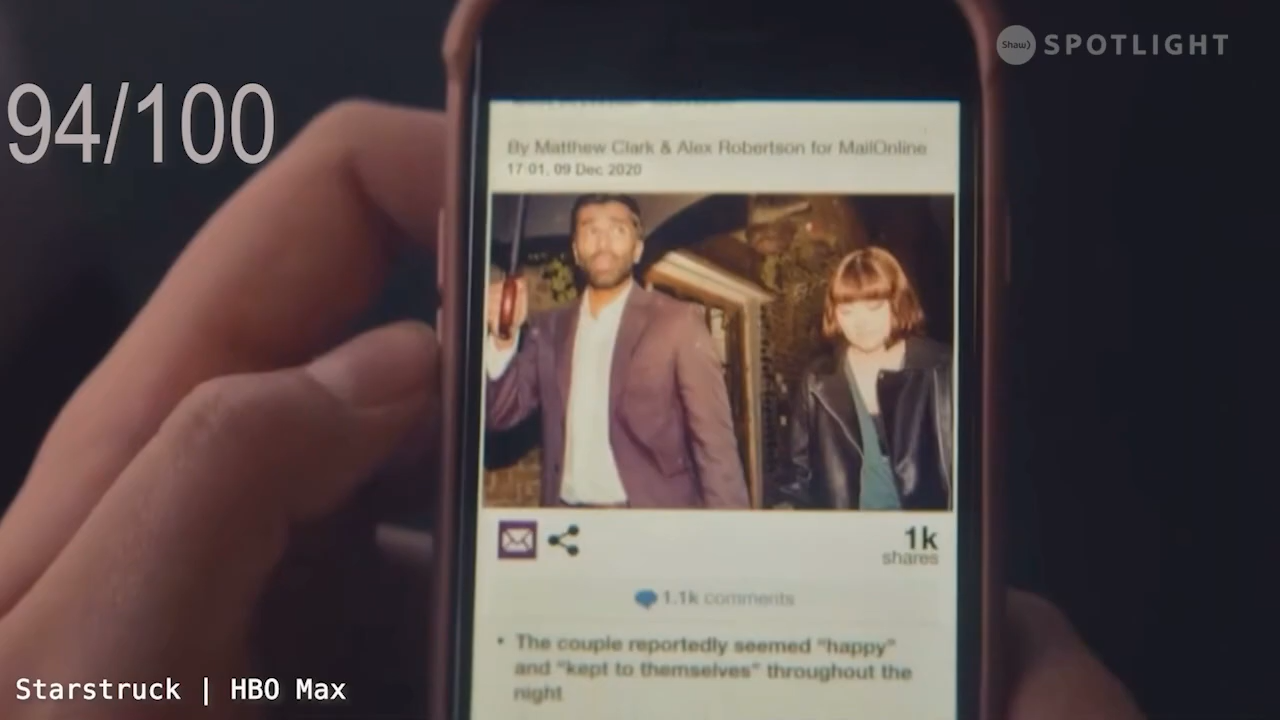 Shaw) SPOTLIGHT
94/100
By Matthew Clark & Alex Robertson for MailOnline
17:01, 09 Dec 2020
1k
shares
1.1k comments
• The couple reportedly seemed “happy”
and “kept to themselves” throughout the
night
Starstruck | HBO Max